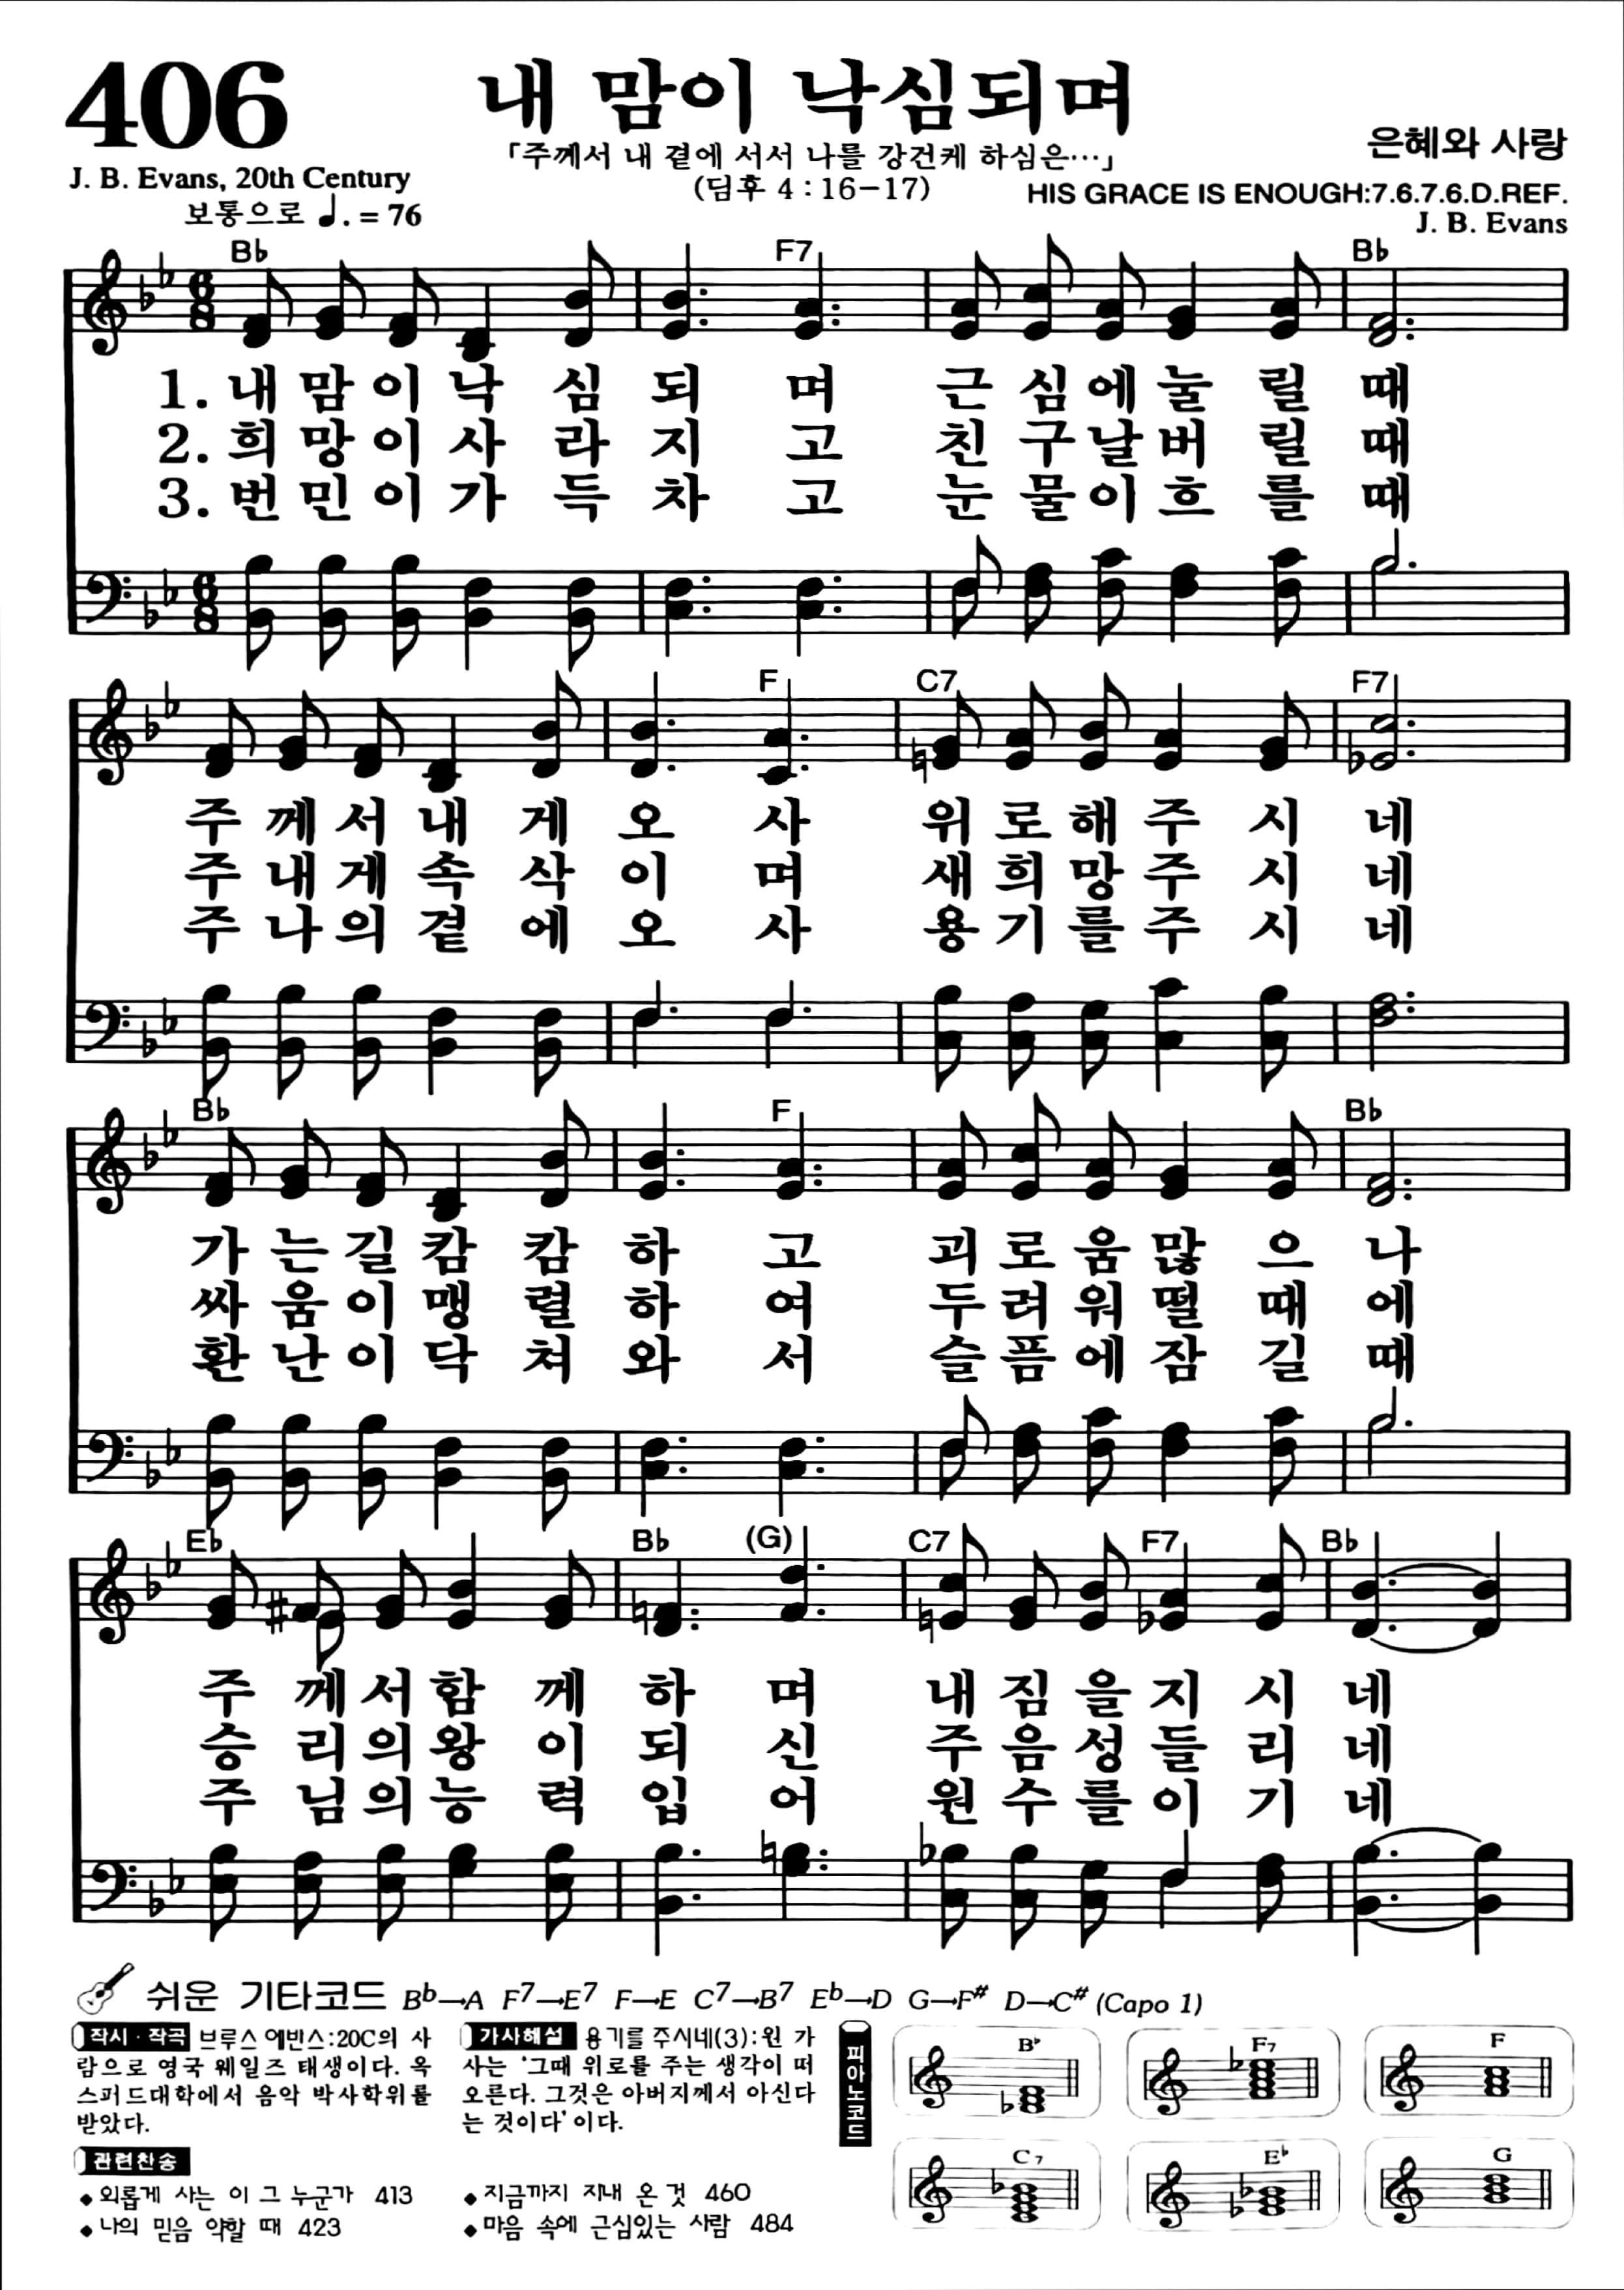 406
내 맘이 낙심되며
「주께서 내 곁에 서서 나를 강건케 하심은…」
(딤후 4 : 16-17)
은혜와 사랑
J. B. Evans, 20th Century
HIS GRACE IS ENOUGH:7.6.7.6.D.REF.
보통으로 ♩. = 76
J. B. Evans
B♭ F7 B♭
1. 내 맘 이 낙 심 되 며 근 심 에 눌 릴 때
2. 희 망 이 사 라 지 고 친 구 날 버 릴 때
3. 번 민 이 가 득 차 고 눈 물 이 흐 를 때
F C7 F7
주 께 서 내 게 오 사 위 로 해 주 시 네
주 내 게 속 삭 이 며 새 희 망 주 시 네
주 나 의 곁 에 오 사 용 기 를 주 시 네
B♭ F B♭
가 는 길 캄 캄 하 고 괴 로 움 많 으 나
싸 움 이 맹 렬 하 여 두 려 워 떨 때 에
환 난 이 닥 쳐 와 서 슬 픔 에 잠 길 때
E♭ B♭ (G) C7 F7 B♭
주 께 서 함 께 하 며 내 짐 을 지 시 네
승 리 의 왕 이 되 신 주 음 성 들 리 네
주 님 의 능 력 입 어 원 수 를 이 기 네
쉬운 기타코드 Bb→A F7→E7 F→E C7→B7 Eb→D G→F# D→C# (Capo 1)
작시·작곡 브루스 에반스:20C의 사
람으로 영국 웨일즈 태생이다. 옥
스퍼드대학에서 음악 박사학위를
받았다.
가사해설 용기를 주시네(3):원 가
사는 '그때 위로를 주는 생각이 떠
오른다. 그것은 아버지께서 아신다
는 것이다' 이다.
관련찬송
◆외롭게 사는 이 그 누군가 413
◆나의 믿음 약할 때 423
◆지금까지 지내 온 것 460
◆마음 속에 근심있는 사람 484
피아노코드
B♭ F7 F
C7 E♭ G